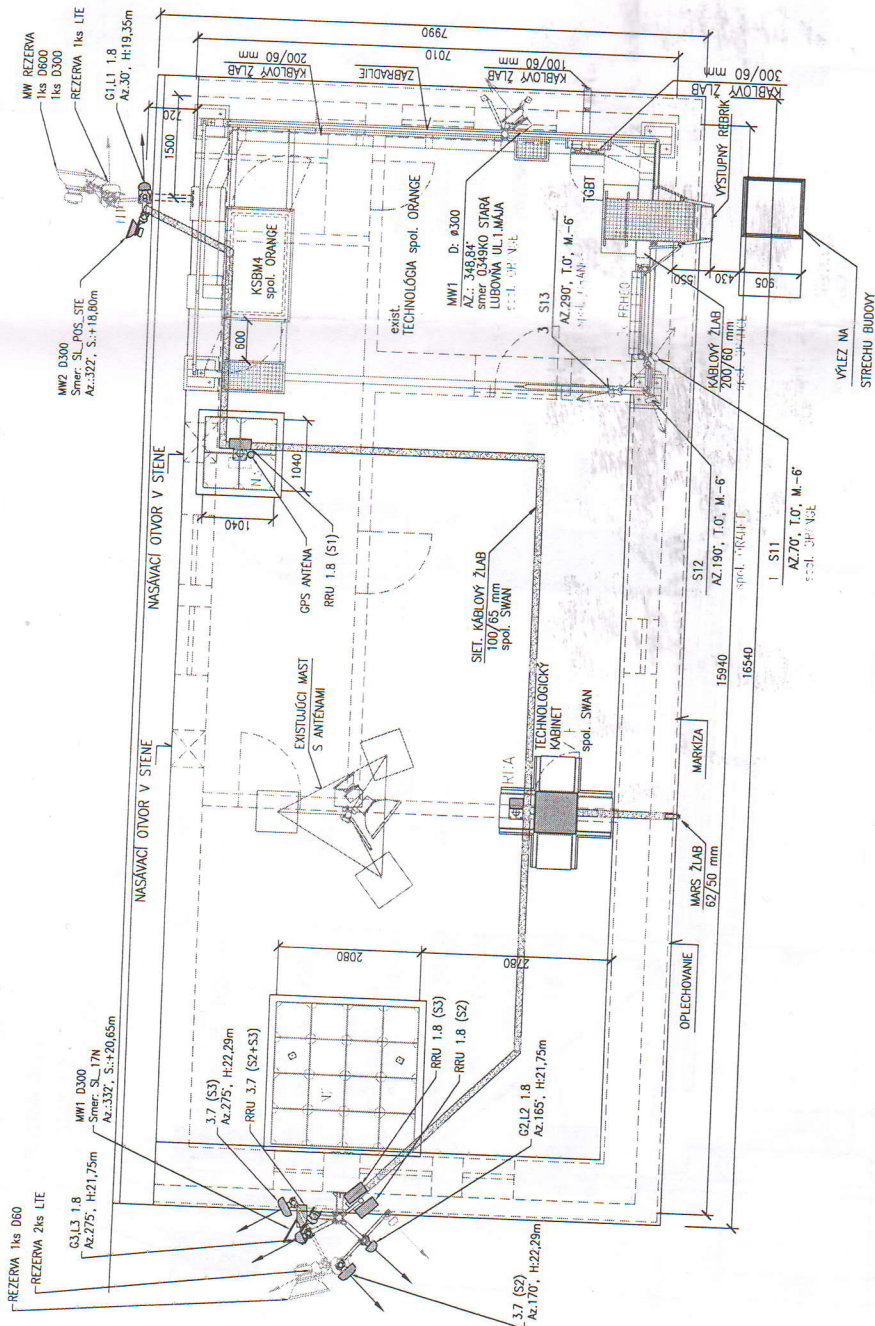 MW REZERVA
1ks D600
1ks D300
REZERVA 1ks LTE
G1,L1 1.8
Az.30°, H:19,35m
MW2 D300
Smer: SL_POS_STE
Az.:322°, S.:+18,80m
720
1500
7990
7010
KÁBLOVÝ ŽLAB
200/60 mm
ZÁBRADLIE
KÁBLOVÝ ŽLAB
100/60 mm
KÁBLOVÝ ŽLAB
300/60 mm
KSBM4
spol. ORANGE
600
exist.
TECHNOLÓGIA spol. ORANGE
MW1 D: ø300
AZ.: 348,84°
smer 0349KO STARÁ
ĽUBOVŇA UL.1.MÁJA
TGBT
VÝSTUPNÝ REBRÍK
550
430
905
VÝLEZ NA
STRECHU BUDOVY
3 S13
AZ.290°, T.0°, M.-6°
KÁBLOVÝ ŽLAB
200/60 mm
S12
AZ.190°, T.0°, M.-6°
1 S11
AZ.70°, T.0°, M.-6°
NASÁVACÍ OTVOR V STENE
NASÁVACÍ OTVOR V STENE
1040
1040
GPS ANTÉNA
RRU 1.8 (S1)
SIEŤ. KÁBLOVÝ ŽLAB
100/65 mm
spol. SWAN
EXISTUJÚCI MAST
S ANTÉNAMI
TECHNOLOGICKÝ
KABINET
spol. SWAN
15940
16540
MARKÍZA
MARS ŽLAB
62/50 mm
OPLECHOVANIE
2080
2780
REZERVA 1ks D60
REZERVA 2ks LTE
G3,L3 1.8
Az.275°, H:21,75m
MW1 D300
Smer: SL_17N
Az.:332°, S.:+20,65m
3.7 (S3)
Az.275°, H:22,29m
RRU 3.7 (S2+S3)
RRU 1.8 (S3)
RRU 1.8 (S2)
G2,L2 1.8
Az.165°, H:21,75m
3.7 (S2)
Az.170°, H:22,29m